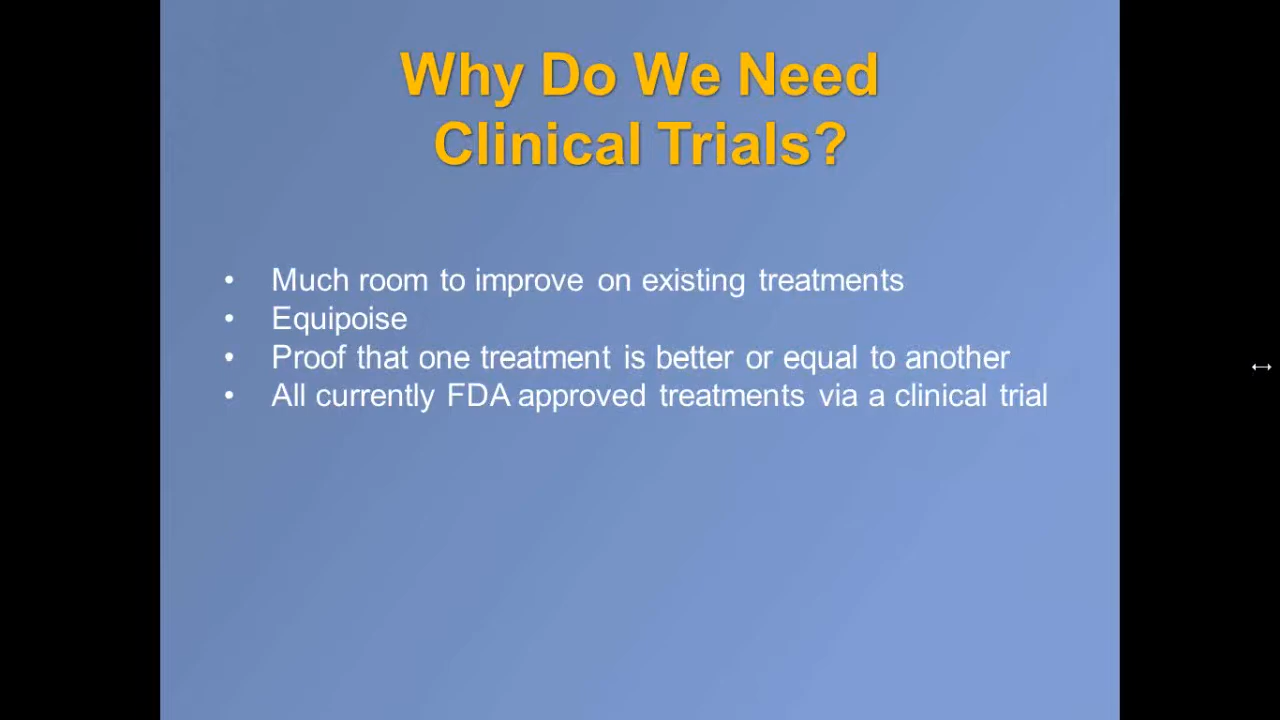 Why Do We Need
Clinical Trials?
• Much room to improve on existing treatments
• Equipoise
• Proof that one treatment is better or equal to another
• All currently FDA approved treatments via a clinical trial